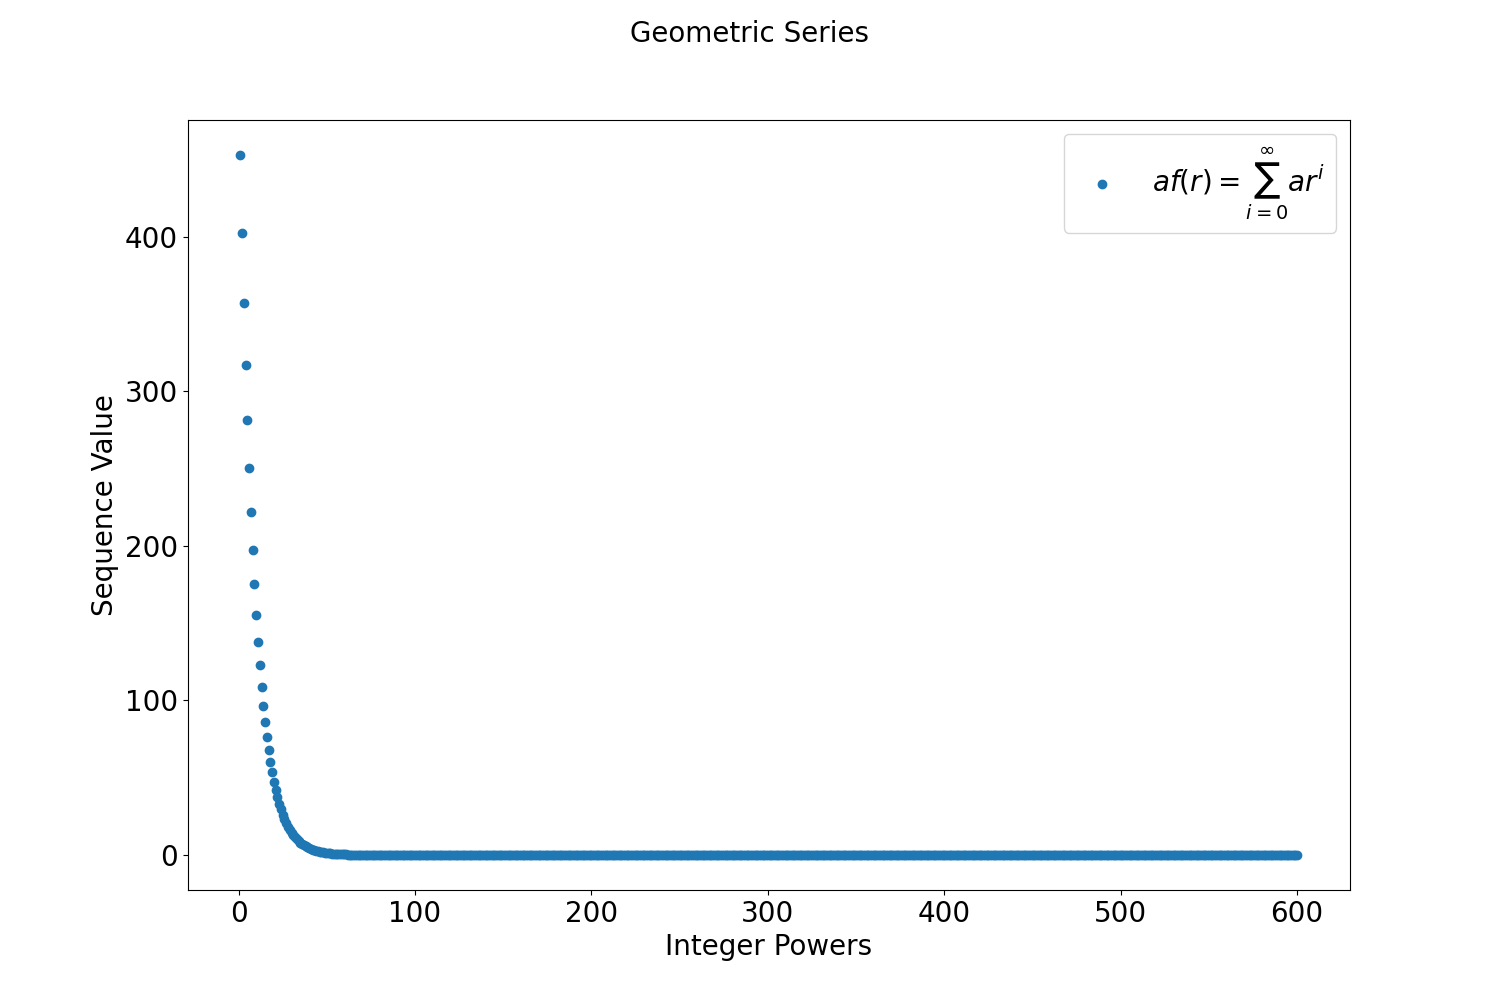 Geometric Series
af(r) = ∑_{i=0}^{∞} ar^i
400
300
200
100
0
Sequence Value
0 100 200 300 400 500 600
Integer Powers